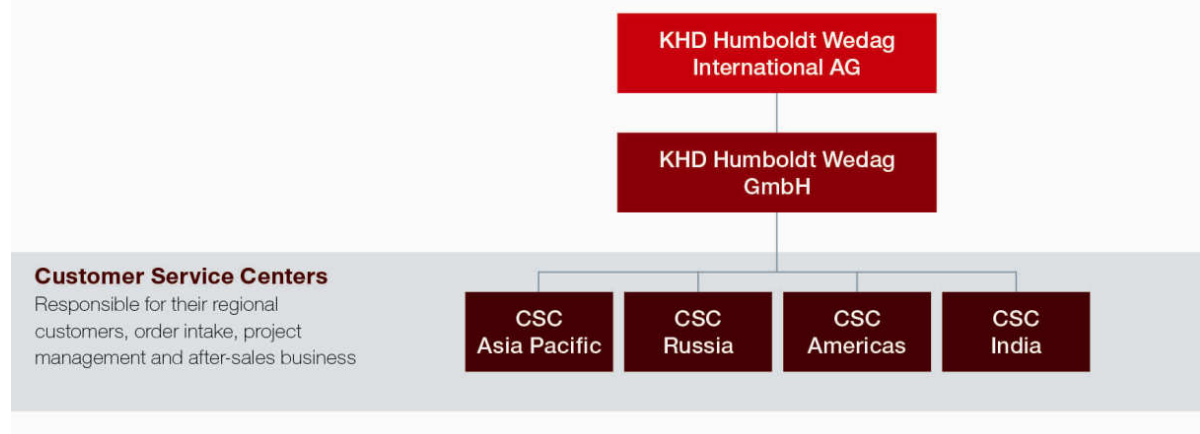 KHD Humboldt Wedag
International AG
KHD Humboldt Wedag
GmbH
Customer Service Centers
Responsible for their regional
customers, order intake, project
management and after-sales business
CSC
Asia Pacific
CSC
Russia
CSC
Americas
CSC
India